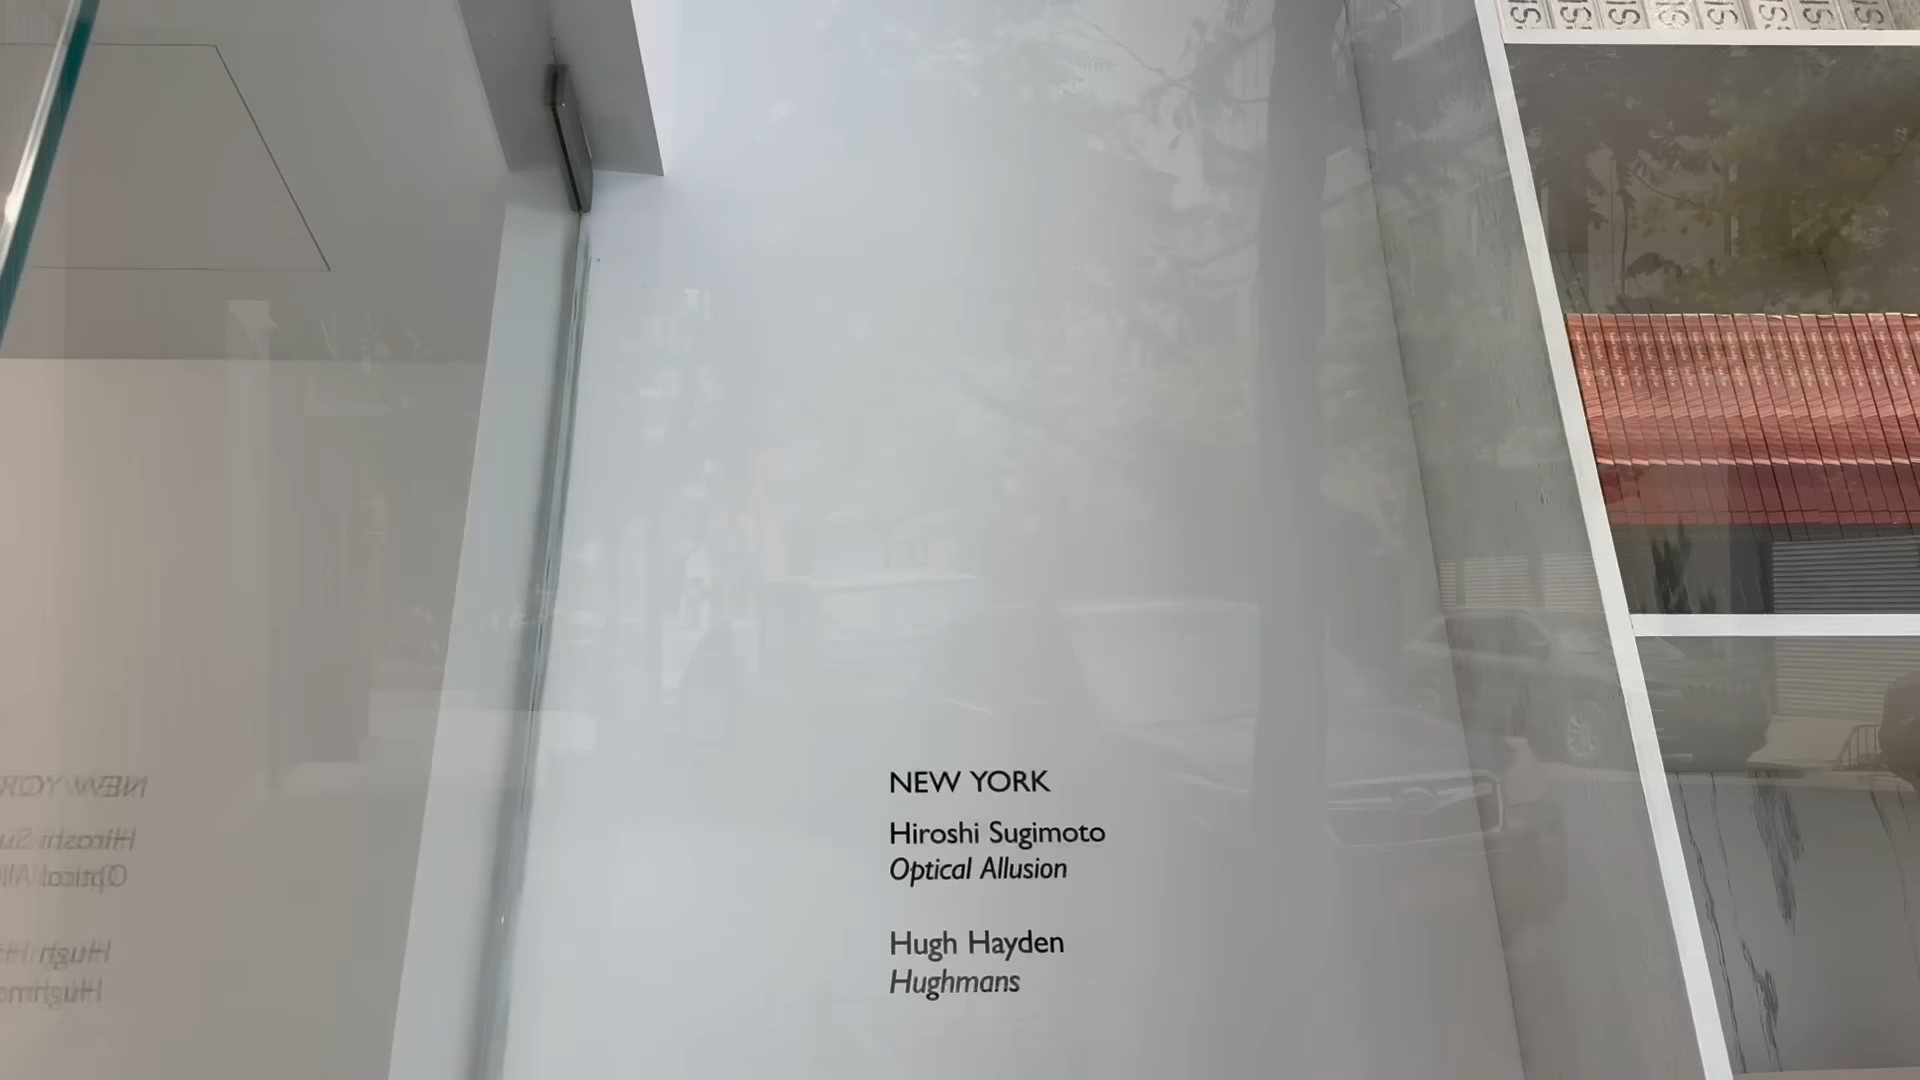 NEW YORK
Hiroshi Sugimoto
Optical Allusion
Hugh Hayden
Hughmans